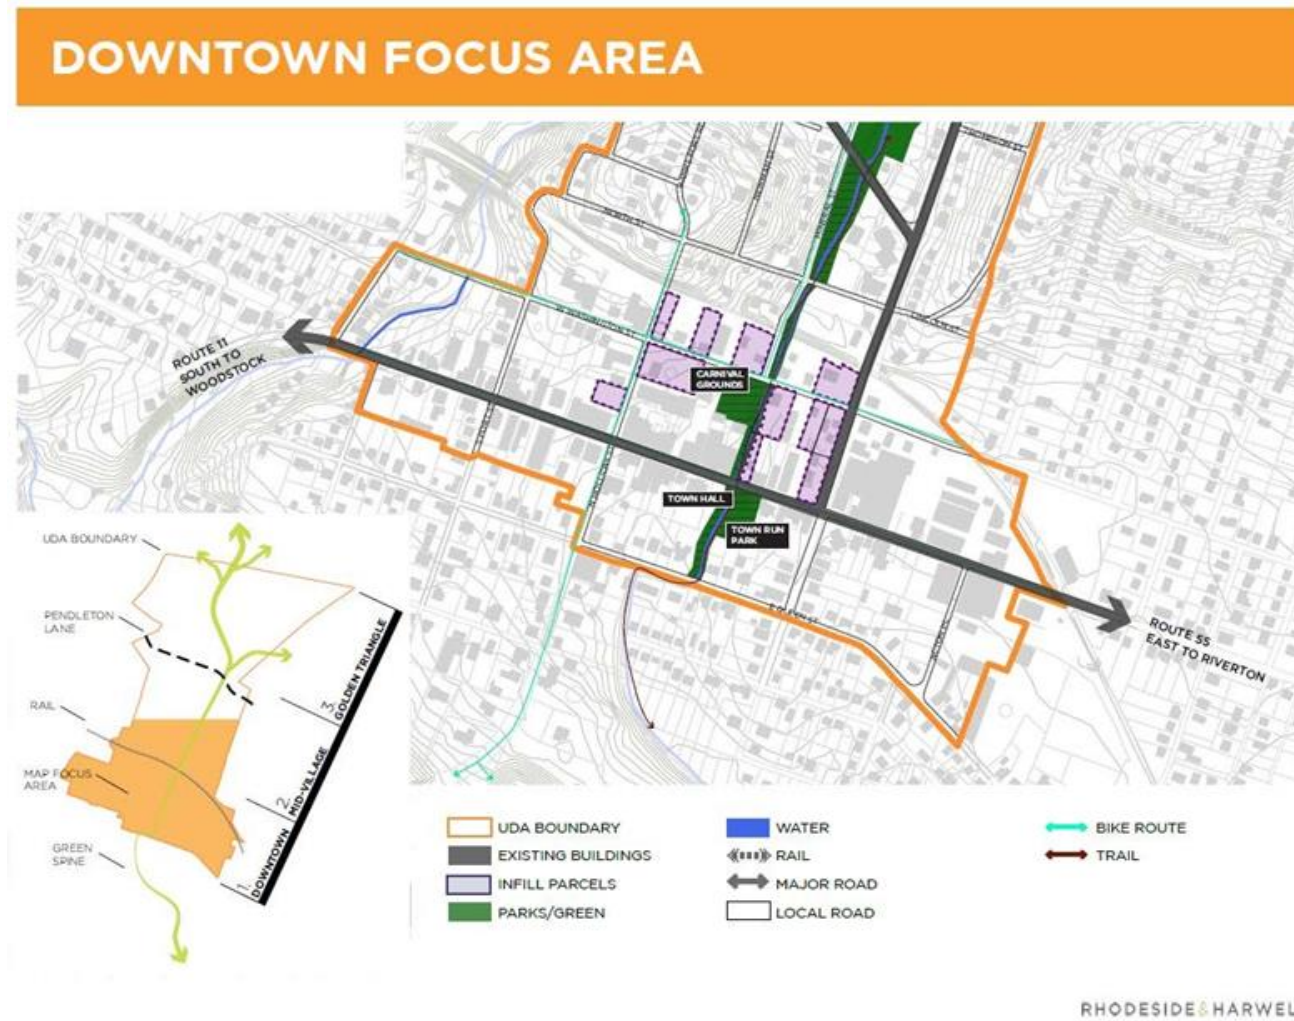 DOWNTOWN FOCUS AREA
ROUTE 11
SOUTH TO
WOODSTOCK
CARNIVAL
GROUNDS
TOWN HALL
TOWN RUN
PARK
ROUTE 55
EAST TO RIVERTON
UDA BOUNDARY
PENDLETON
LANE
RAIL
MAP FOCUS
AREA
GREEN
SPINE
3.
GOLDEN TRIANGLE
2.
MID-VILLAGE
1.
DOWNTOWN
UDA BOUNDARY
EXISTING BUILDINGS
INFILL PARCELS
PARKS/GREEN
WATER
RAIL
MAJOR ROAD
LOCAL ROAD
BIKE ROUTE
TRAIL
RHODESIDE & HARWEL